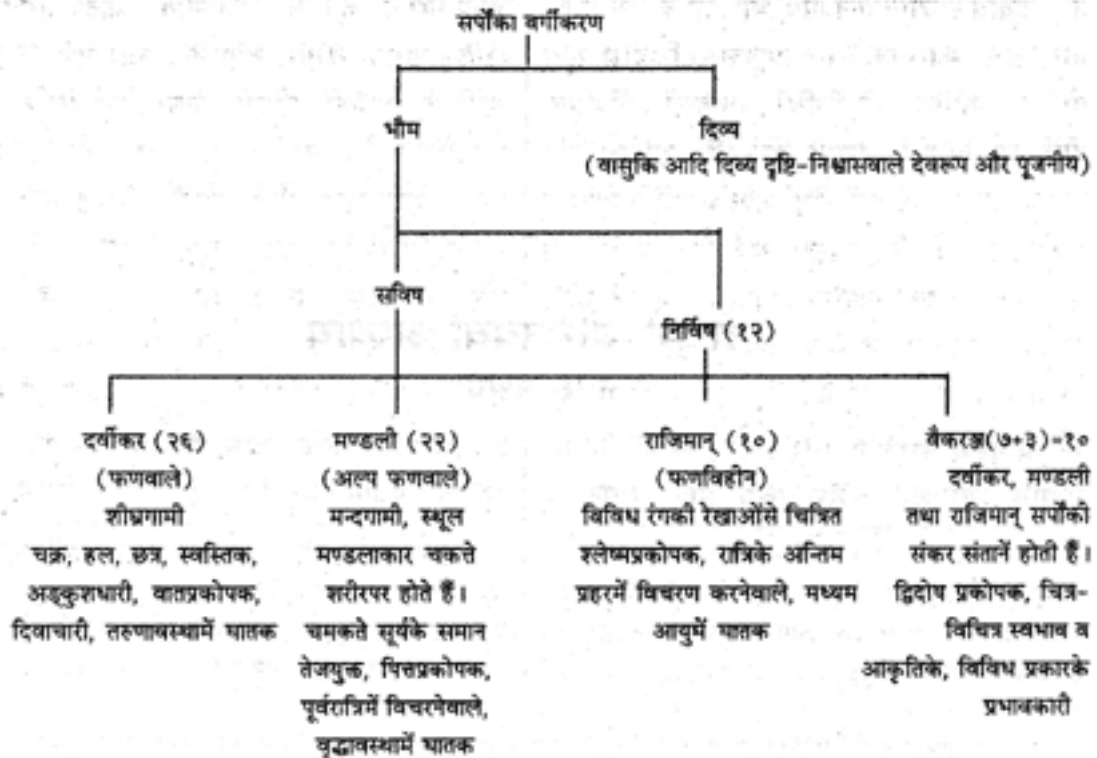 सर्पोंका वर्गीकरण
भौम
दिव्य
(वासुकि आदि दिव्य दृष्टि-निश्वासवाले देवरूप और पूजनीय)
सविष
निर्विष (१२)
दर्वीकर (२६)
(फणवाले)
शीघ्रगामी
चक्र, हल, छत्र, स्वस्तिक,
अङ्कुशधारी, वातप्रकोपक,
दिवाचारी, तरुणावस्थामें घातक
मण्डली (२२)
(अल्प फणवाले)
मन्दगामी, स्थूल
मण्डलाकार चकत्ते
शरीरपर होते हैं।
चमकते सूर्यके समान
तेजयुक्त, पित्तप्रकोपक,
पूर्वरात्रिमें विचरनेवाले,
वृद्धावस्थामें घातक
राजिमान् (१०)
(फणविहीन)
विविध रंगकी रेखाओंसे चित्रित
श्लेष्मप्रकोपक, रात्रिके अन्तिम
प्रहरमें विचरण करनेवाले, मध्यम
आयुमें घातक
वैकरञ्ज(७+३)=१०
दर्वीकर, मण्डली
तथा राजिमान् सर्पोंकी
संकर संतानें होती हैं।
द्विदोष प्रकोपक, चित्र-
विचित्र स्वभाव व
आकृतिके, विविध प्रकारके
प्रभावकारी